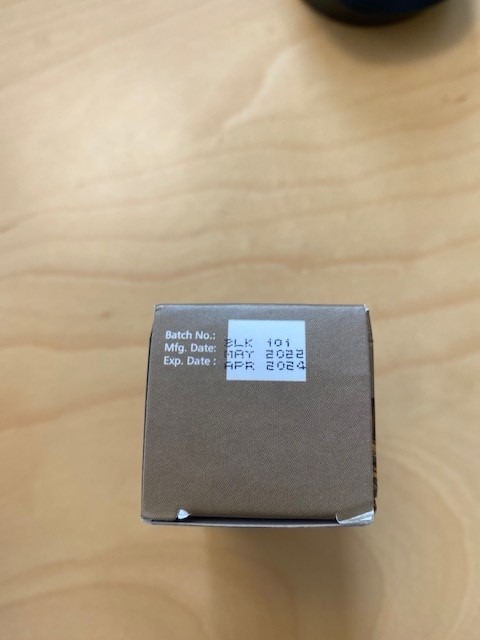 Batch No.: BLK 101
Mfg. Date: MAY 2022
Exp. Date : APR 2024